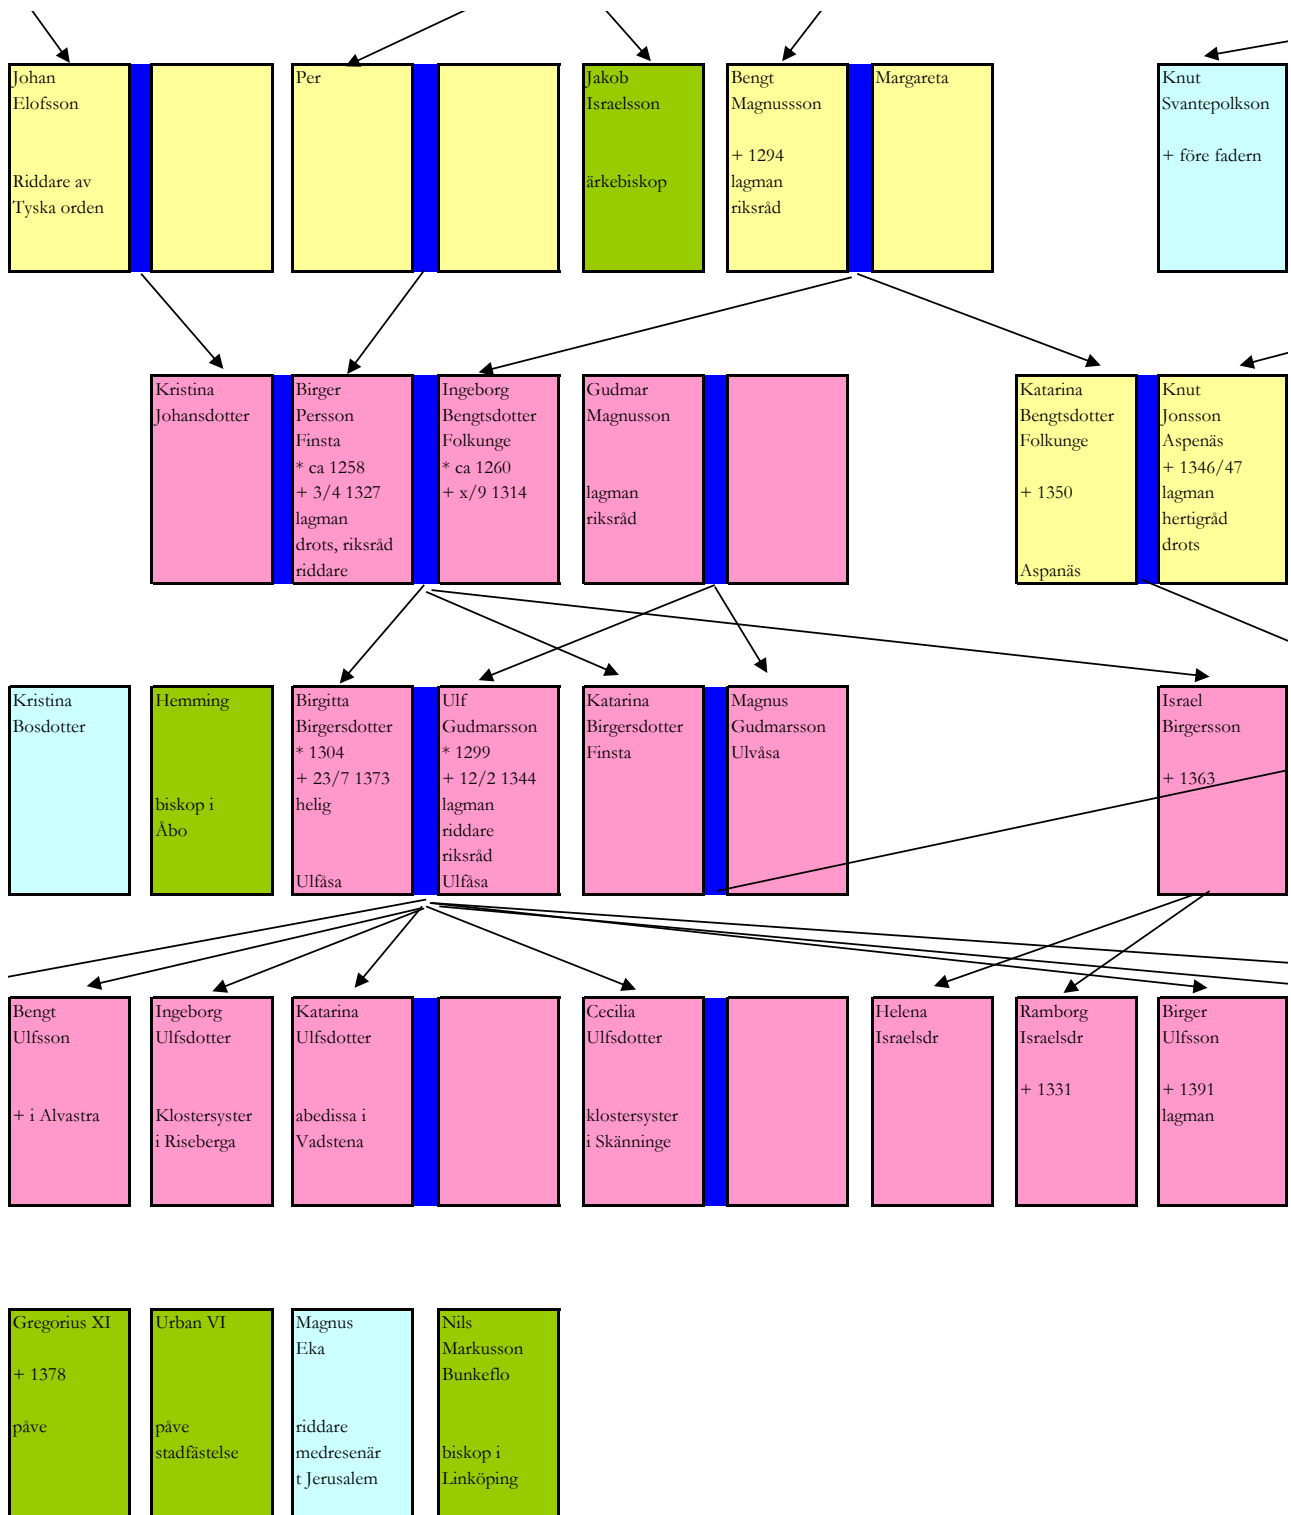 Johan
Elofsson
Riddare av
Tyska orden
Per
Jakob
Israelsson
ärkebiskop
Bengt
Magnussson
+ 1294
lagman
riksråd
Margareta
Knut
Svantepolkson
+ före fadern
Kristina
Johansdotter
Birger
Persson
Finsta
* ca 1258
+ 3/4 1327
lagman
drots, riksråd
riddare
Ingeborg
Bengtsdotter
Folkunge
* ca 1260
+ x/9 1314
Gudmar
Magnusson
lagman
riksråd
Katarina
Bengtsdotter
Folkunge
+ 1350
Aspanäs
Knut
Jonsson
Aspenäs
+ 1346/47
lagman
hertigråd
drots
Kristina
Bosdotter
Hemming
biskop i
Åbo
Birgitta
Birgersdotter
* 1304
+ 23/7 1373
helig
Ulfåsa
Ulf
Gudmarsson
* 1299
+ 12/2 1344
lagman
riddare
riksråd
Ulfåsa
Katarina
Birgersdotter
Finsta
Magnus
Gudmarsson
Ulvåsa
Israel
Birgersson
+ 1363
Bengt
Ulfsson
+ i Alvastra
Ingeborg
Ulfsdotter
Klostersyster
i Riseberga
Katarina
Ulfsdotter
abedissa i
Vadstena
Cecilia
Ulfsdotter
klostersyster
i Skänninge
Helena
Israelsdr
Ramborg
Israelsdr
+ 1331
Birger
Ulfsson
+ 1391
lagman
Gregorius XI
+ 1378
påve
Urban VI
påve
stadfästelse
Magnus
Eka
riddare
medresenär
t Jerusalem
Nils
Markusson
Bunkeflo
biskop i
Linköping